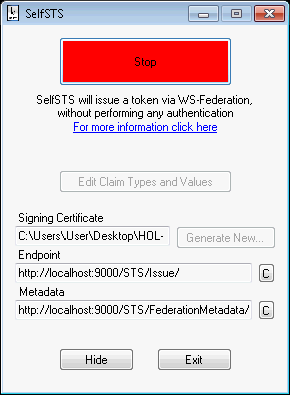 SelfSTS
Stop
SelfSTS will issue a token via WS-Federation,
without performing any authentication
For more information click here
Edit Claim Types and Values
Signing Certificate
C:\Users\User\Desktop\HOL-
Generate New...
Endpoint
http://localhost:9000/STS/Issue/
C
Metadata
http://localhost:9000/STS/FederationMetadata/
C
Hide
Exit